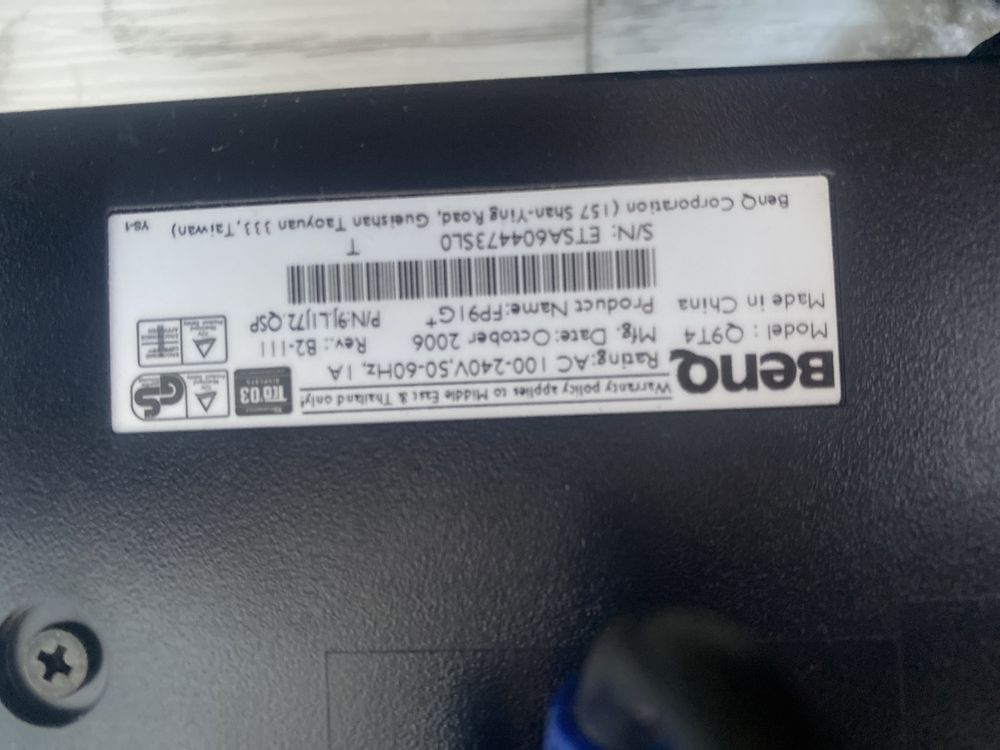 BenQ
Warranty policy applies to Middle East & Thailand only!
Rating:AC 100-240V,50-60Hz, 1A
Model : Q9T4
Mfg. Date:October 2006
Rev.: B2-111
Made in China
Product Name:FP91G+
P/N:9J.L1J72.QSP
S/N: ETSA604473SL0
T
BenQ Corporation (157 Shan-Ying Road, Gueishan Taoyuan 333,Taiwan)
YS-1
TCO'03
GS